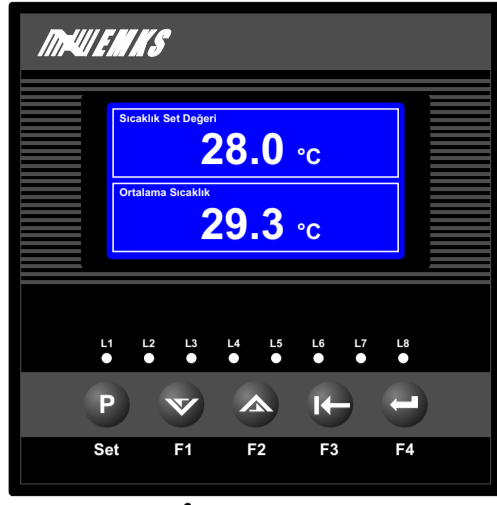 EMKS
Sıcaklık Set Değeri
28.0 °C
Ortalama Sıcaklık
29.3 °C
L1 L2 L3 L4 L5 L6 L7 L8
P
Set F1 F2 F3 F4